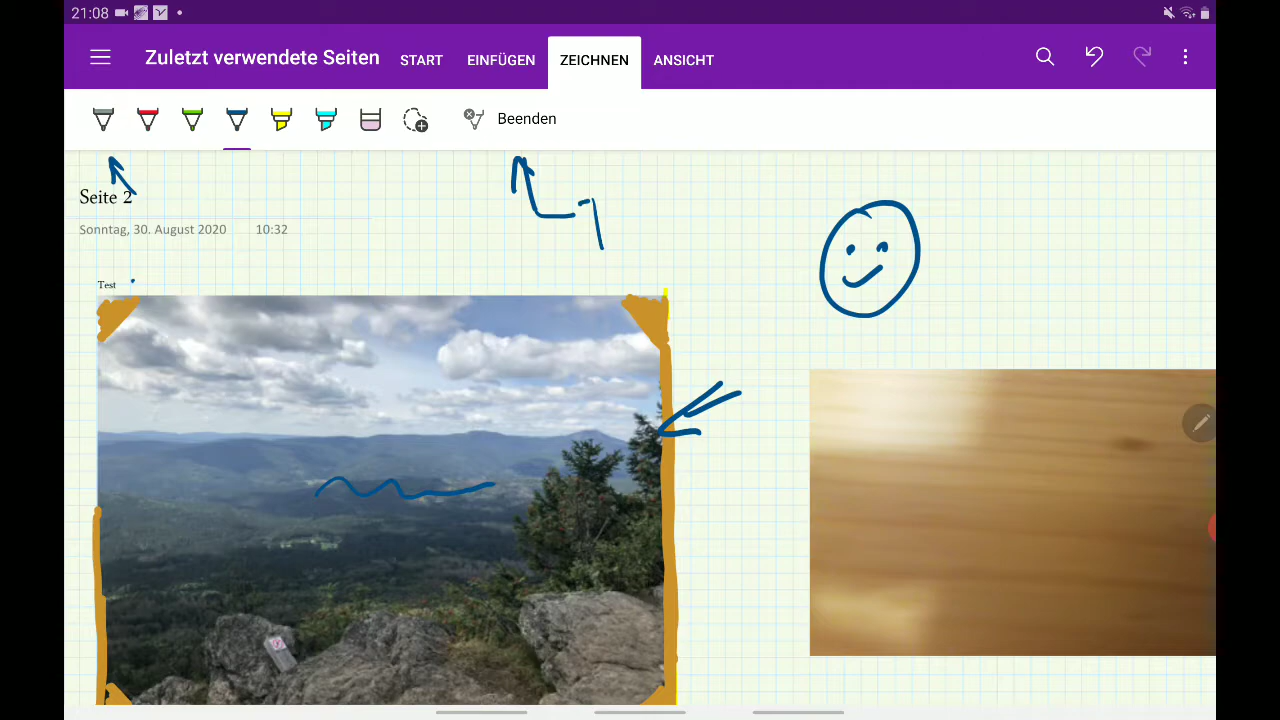 21:08
Zuletzt verwendete Seiten START EINFÜGEN ZEICHNEN ANSICHT
Beenden
Seite 2
Sonntag, 30. August 2020 10:32
Test